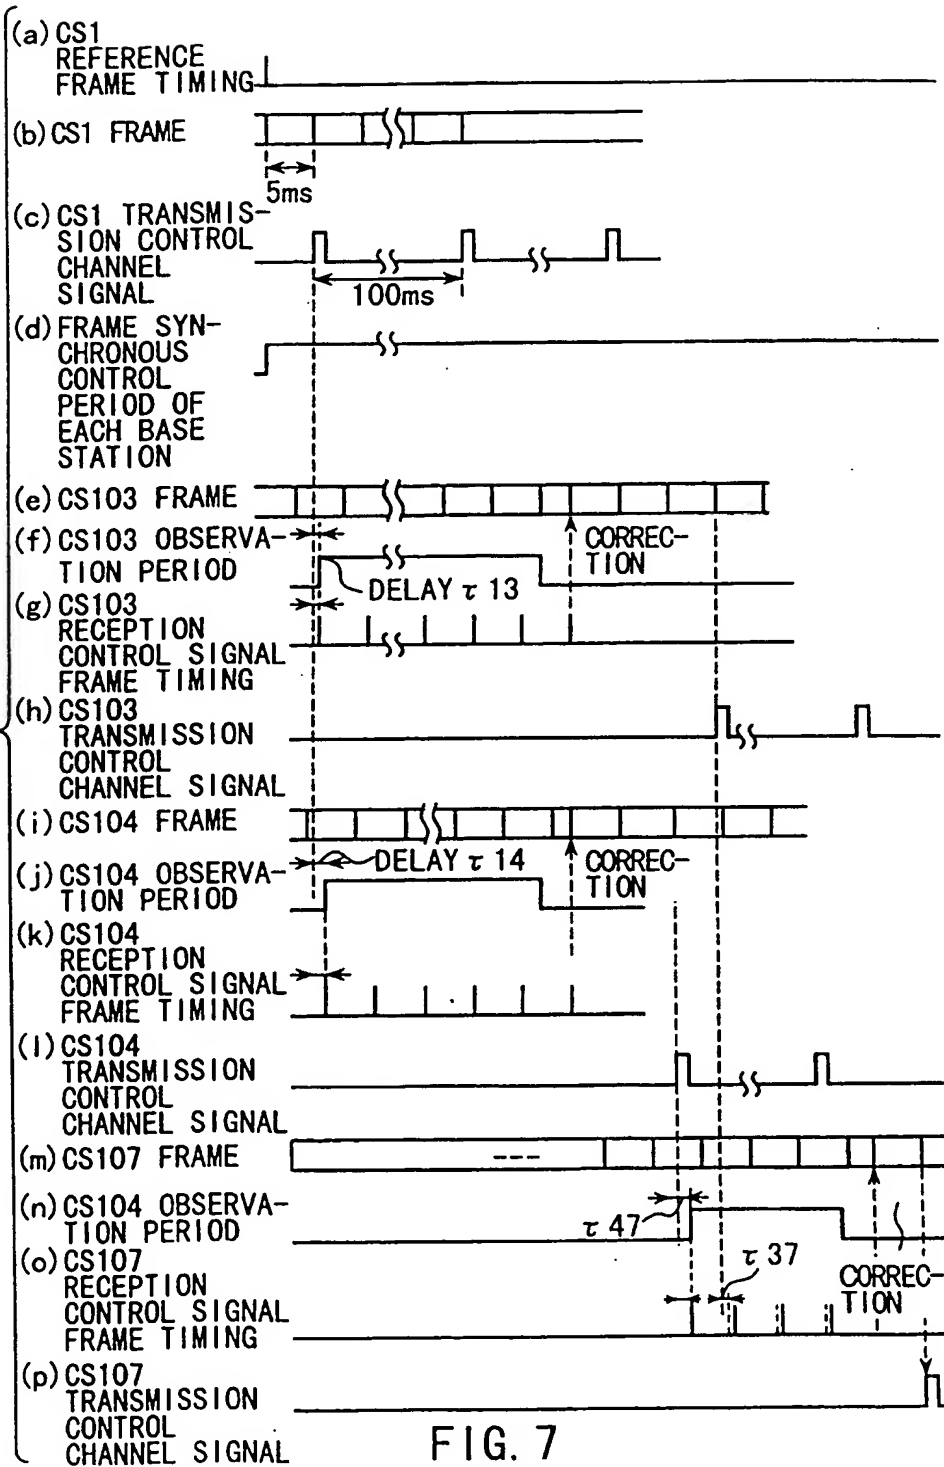 (a) CS1
REFERENCE
FRAME TIMING
(b) CS1 FRAME
5ms
(c) CS1 TRANSMIS-
SION CONTROL
CHANNEL
SIGNAL
100ms
(d) FRAME SYN-
CHRONOUS
CONTROL
PERIOD OF
EACH BASE
STATION
(e) CS103 FRAME
(f) CS103 OBSERVA-
TION PERIOD
CORREC-
TION
DELAY τ 13
(g) CS103
RECEPTION
CONTROL SIGNAL
FRAME TIMING
(h) CS103
TRANSMISSION
CONTROL
CHANNEL SIGNAL
(i) CS104 FRAME
(j) CS104 OBSERVA-
TION PERIOD
DELAY τ 14
CORREC-
TION
(k) CS104
RECEPTION
CONTROL SIGNAL
FRAME TIMING
(l) CS104
TRANSMISSION
CONTROL
CHANNEL SIGNAL
(m) CS107 FRAME
(n) CS104 OBSERVA-
TION PERIOD
τ 47
(o) CS107
RECEPTION
CONTROL SIGNAL
FRAME TIMING
τ 37
CORREC-
TION
(p) CS107
TRANSMISSION
CONTROL
CHANNEL SIGNAL
FIG. 7